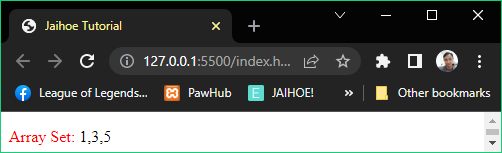 Jaihoe Tutorial
127.0.0.1:5500/index.h...
League of Legends...
PawHub
JAIHOE!
Other bookmarks
Array Set: 1,3,5